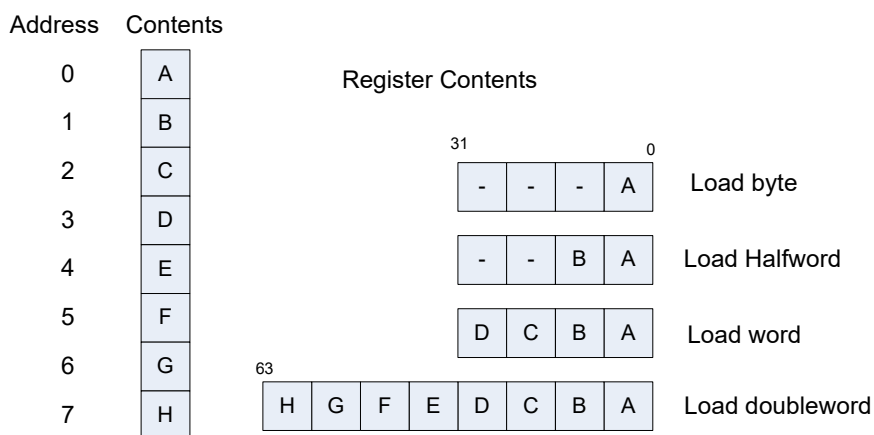 Address Contents
0 A
Register Contents
1 B
31 0
2 C
- - - A Load byte
3 D
4 E
- - B A Load Halfword
5 F
D C B A Load word
6 G
63
7 H
H G F E D C B A Load doubleword